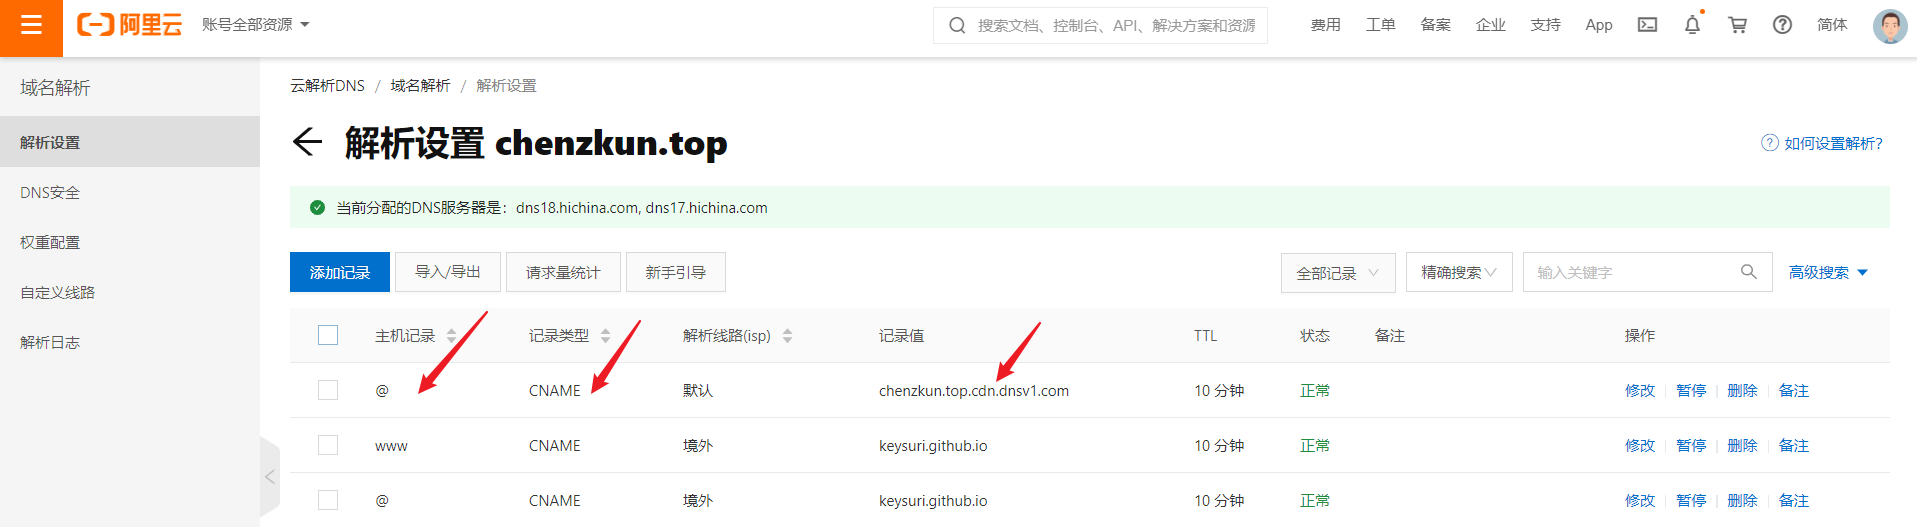 阿里云 账号全部资源 搜索文档、控制台、API、解决方案和资源 费用 工单 备案 企业 支持 App 简体
域名解析
解析设置
DNS安全
权重配置
自定义线路
解析日志
云解析DNS / 域名解析 / 解析设置
解析设置 chenzkun.top
如何设置解析?
当前分配的DNS服务器是：dns18.hichina.com, dns17.hichina.com
添加记录 导入/导出 请求量统计 新手引导 全部记录 精确搜索 输入关键字 高级搜索
主机记录 记录类型 解析线路(isp) 记录值 TTL 状态 备注 操作
@ CNAME 默认 chenzkun.top.cdn.dnsv1.com 10 分钟 正常 修改 暂停 删除 备注
www CNAME 境外 keysuri.github.io 10 分钟 正常 修改 暂停 删除 备注
@ CNAME 境外 keysuri.github.io 10 分钟 正常 修改 暂停 删除 备注